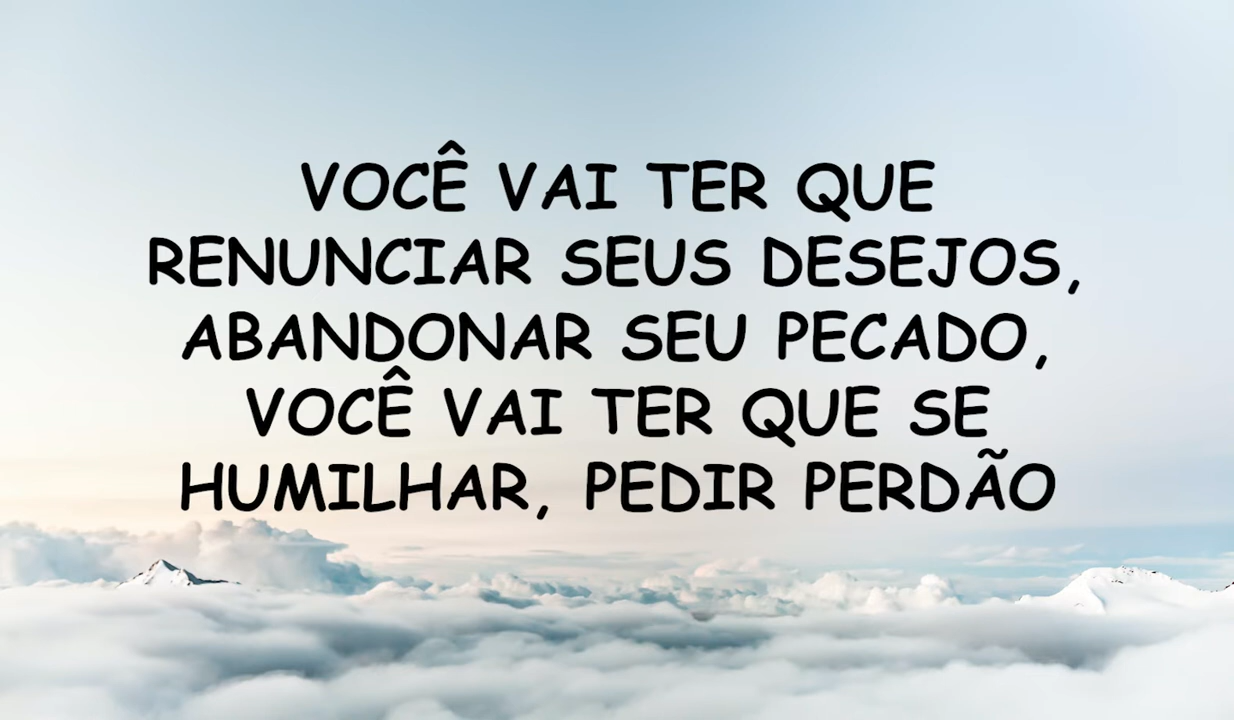 VOCÊ VAI TER QUE
RENUNCIAR SEUS DESEJOS,
ABANDONAR SEU PECADO,
VOCÊ VAI TER QUE SE
HUMILHAR, PEDIR PERDÃO